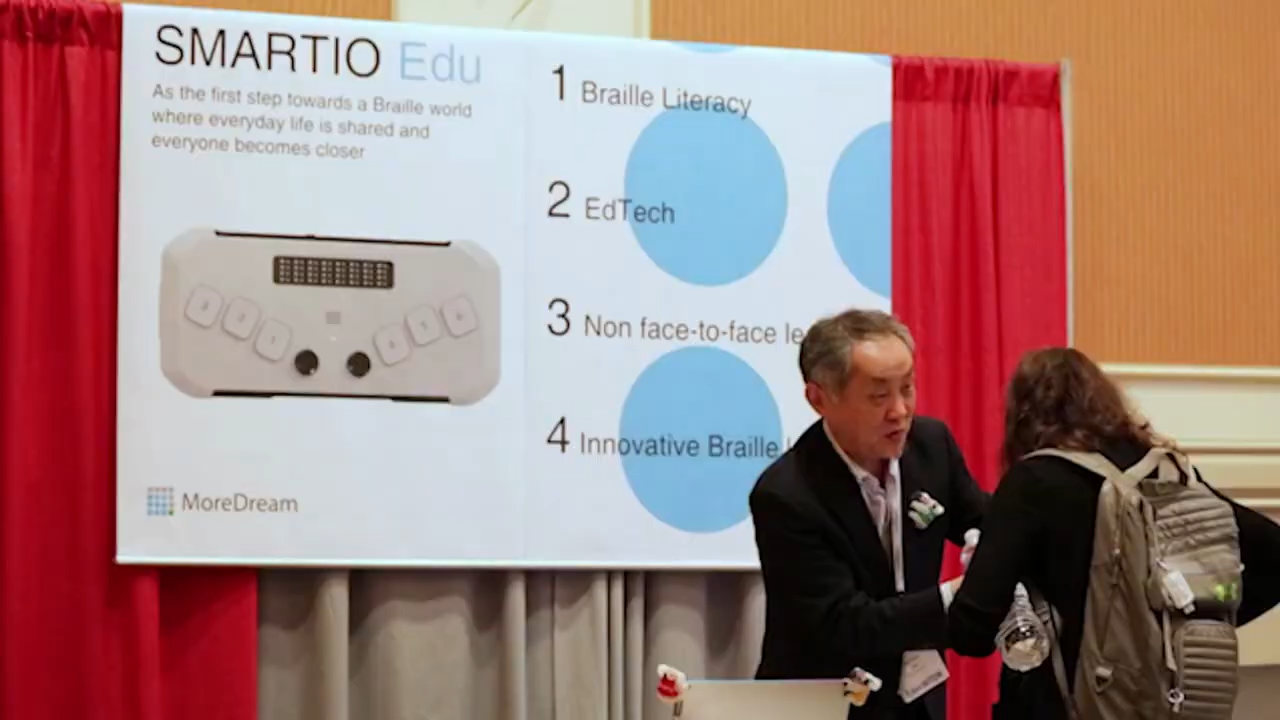 SMARTIO Edu
As the first step towards a Braille world
where everyday life is shared and
everyone becomes closer
MoreDream
1 Braille Literacy
2 EdTech
3 Non face-to-face
4 Innovative Braille